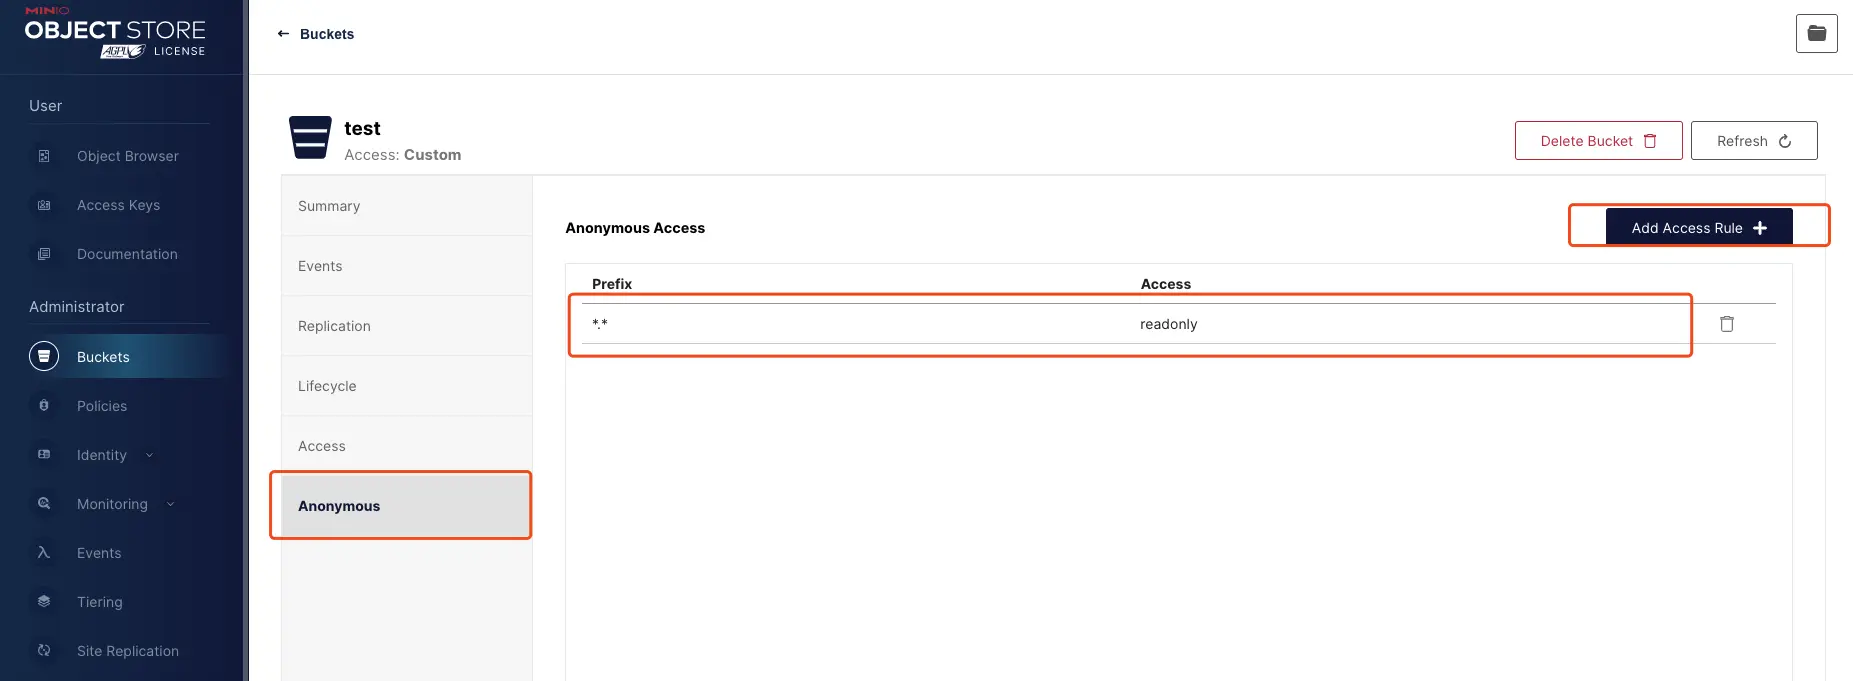 MINIO
OBJECT STORE
AGPL LICENSE
User
Object Browser
Access Keys
Documentation
Administrator
Buckets
Policies
Identity
Monitoring
Events
Tiering
Site Replication
← Buckets
test
Access: Custom
Delete Bucket
Refresh
Summary
Events
Replication
Lifecycle
Access
Anonymous
Anonymous Access
Add Access Rule +
Prefix Access
*.* readonly